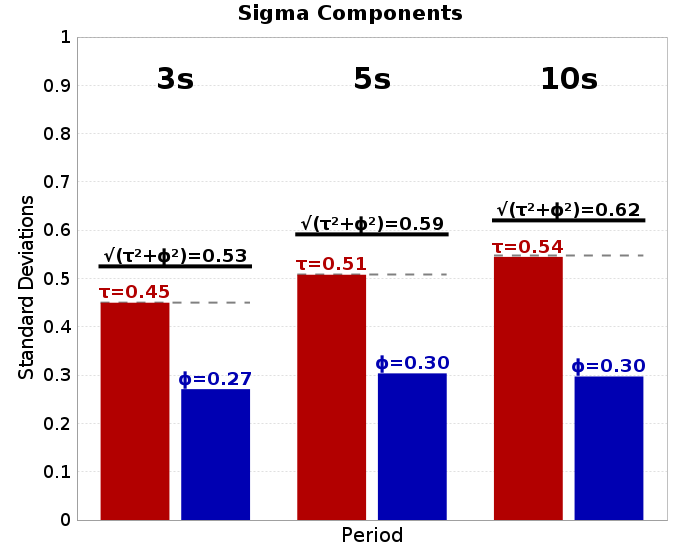 Sigma Components
1
0.9
0.8
0.7
0.6
0.5
0.4
0.3
0.2
0.1
0
Standard Deviations
3s
5s
10s
√(τ²+ϕ²)=0.53
τ=0.45
ϕ=0.27
√(τ²+ϕ²)=0.59
τ=0.51
ϕ=0.30
√(τ²+ϕ²)=0.62
τ=0.54
ϕ=0.30
Period